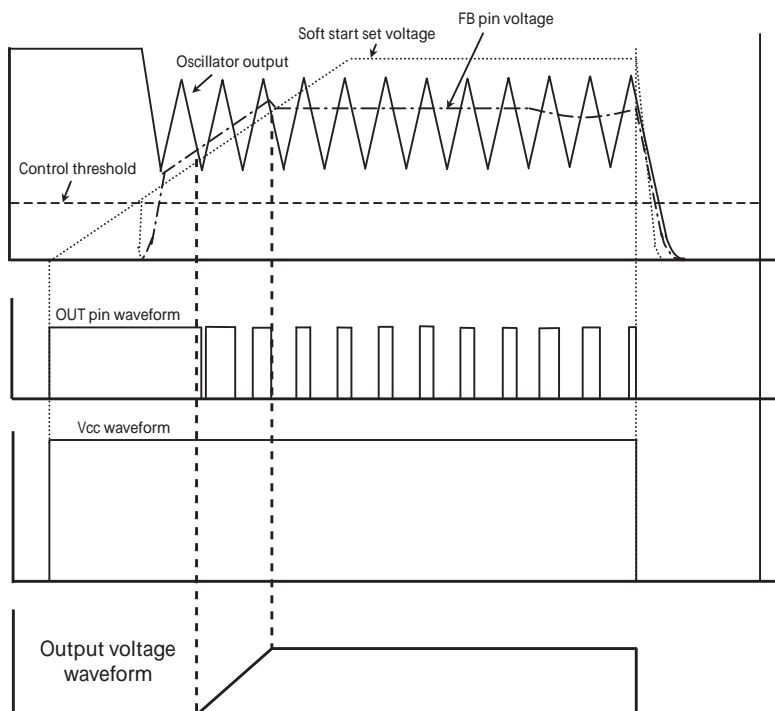 Soft start set voltage
FB pin voltage
Oscillator output
Control threshold
OUT pin waveform
Vcc waveform
Output voltage
waveform